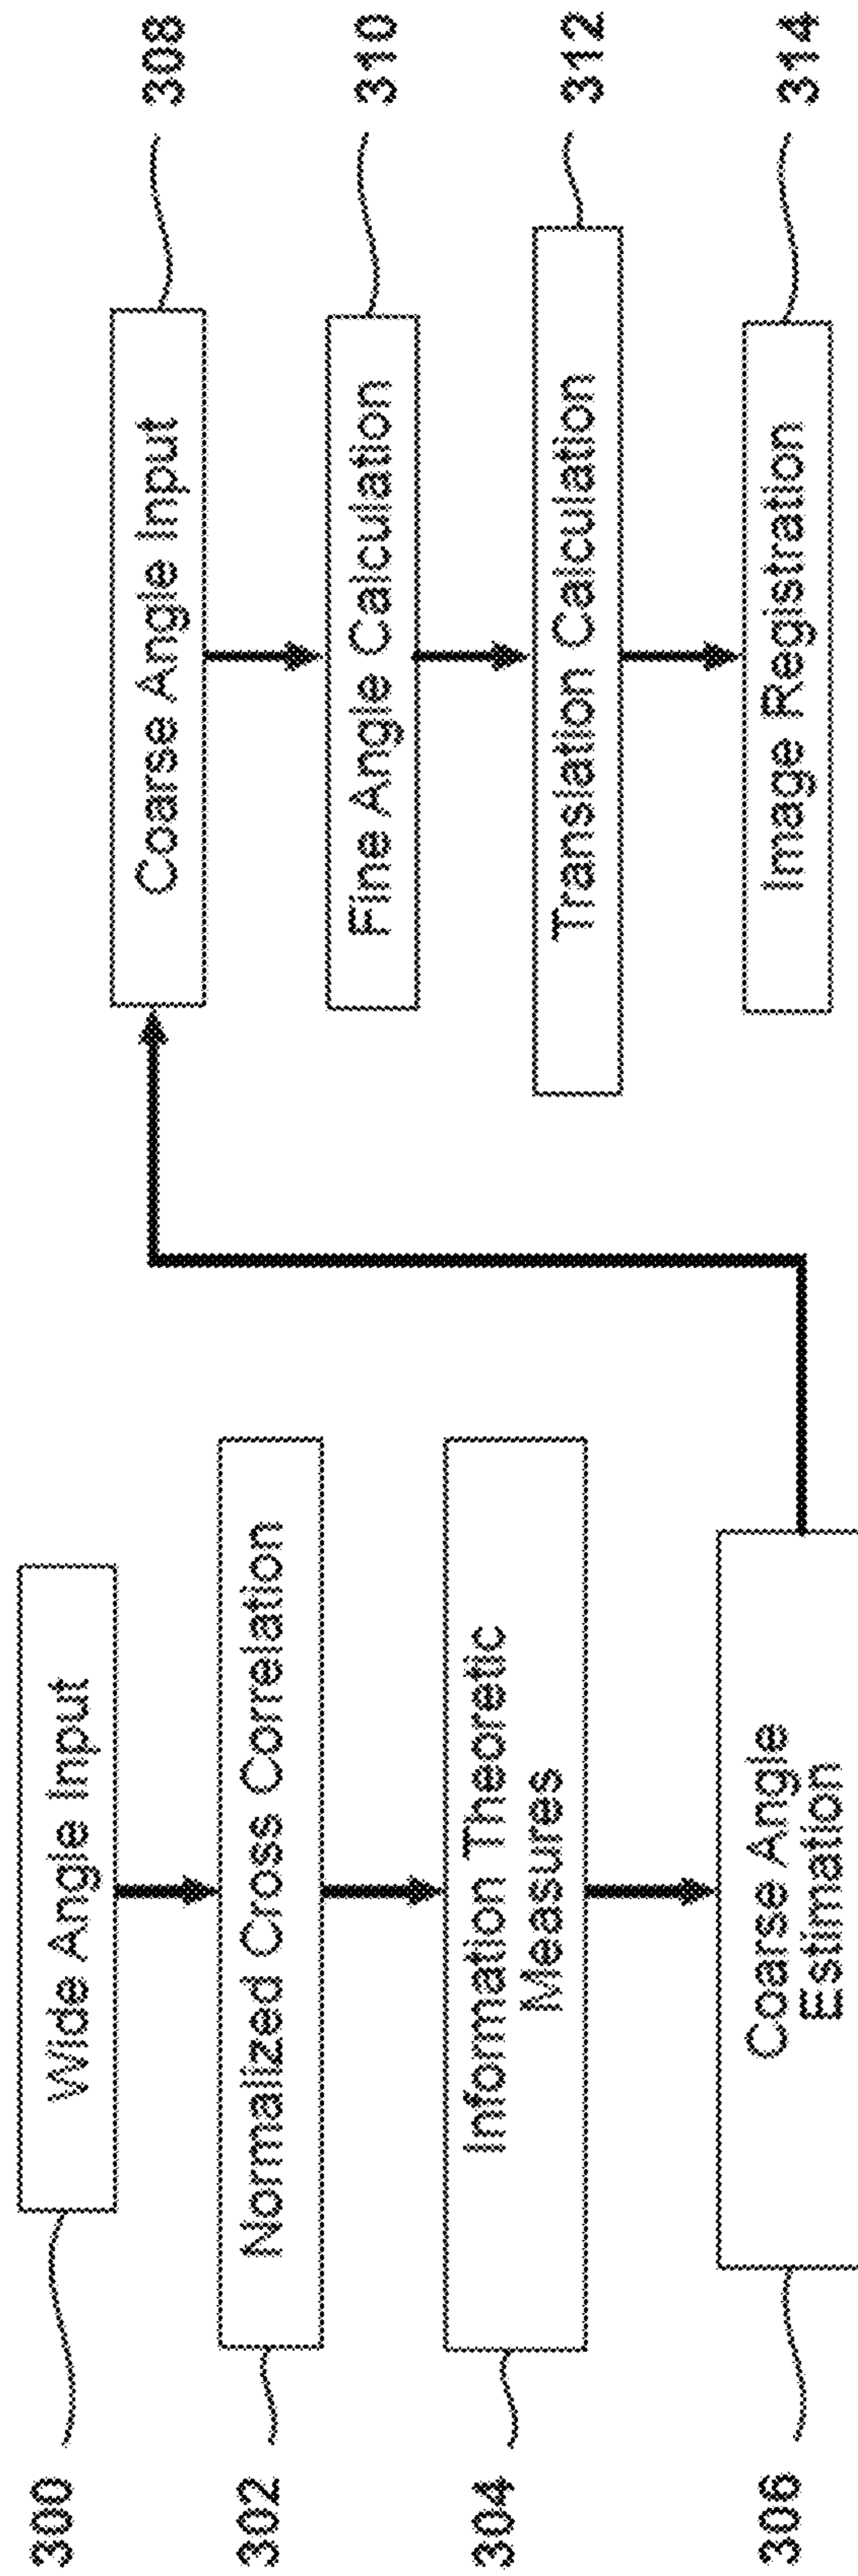 300
Wide Angle Input
302
Normalized Cross Correlation
304
Information Theoretic
Measures
306
Coarse Angle
Estimation
308
Coarse Angle Input
310
Fine Angle Calculation
312
Translation Calculation
314
Image Registration